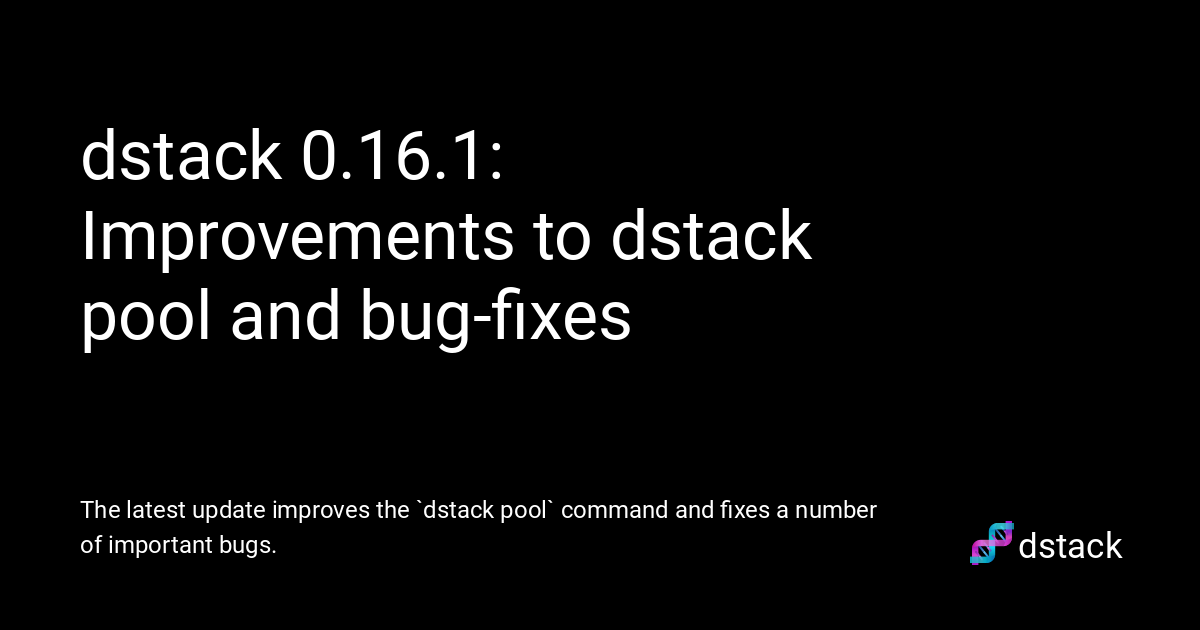 dstack 0.16.1:
Improvements to dstack
pool and bug-fixes
The latest update improves the `dstack pool` command and fixes a number
of important bugs.
dstack